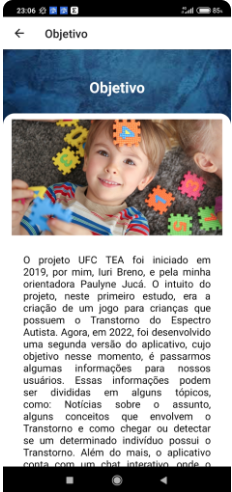 23:06
85%
← Objetivo
Objetivo
4
5
O projeto UFC TEA foi iniciado em
2019, por mim, Iuri Breno, e pela minha
orientadora Paulyne Jucá. O intuito do
projeto, neste primeiro estudo, era a
criação de um jogo para crianças que
possuem o Transtorno do Espectro
Autista. Agora, em 2022, foi desenvolvido
uma segunda versão do aplicativo, cujo
objetivo nesse momento, é passarmos
algumas informações para nossos
usuários. Essas informações podem
ser divididas em alguns tópicos,
como: Notícias sobre o assunto,
alguns conceitos que envolvem o
Transtorno e como chegar ou detectar
se um determinado indivíduo possui o
Transtorno. Além do mais, o aplicativo
conta com um chat interativo, onde o